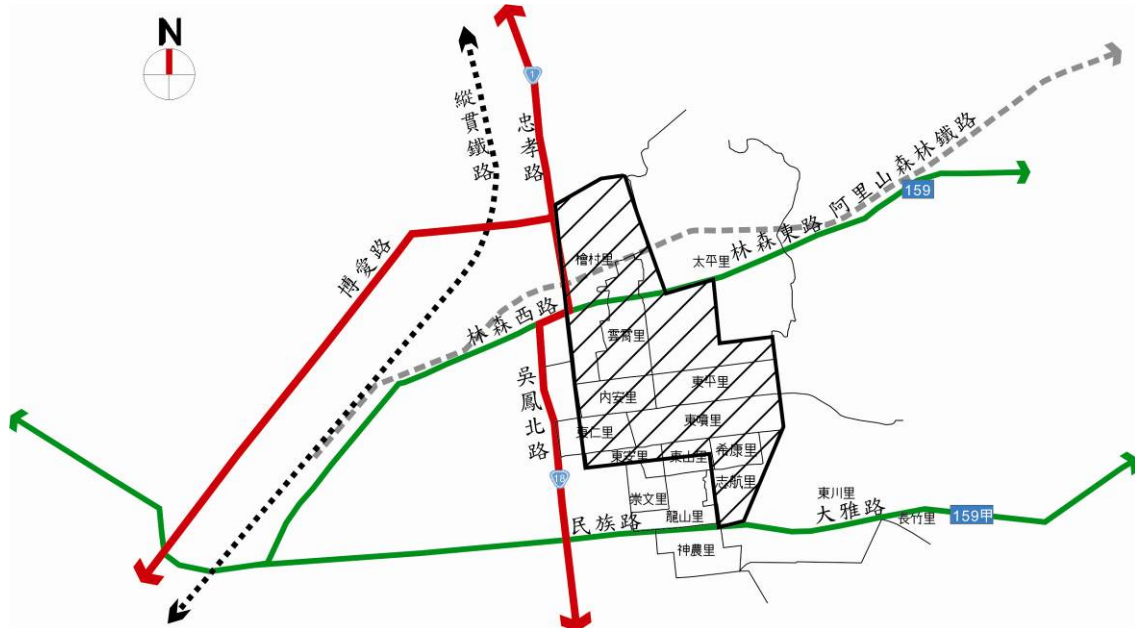 N
1
縱貫鐵路
忠孝路
阿里山森林鐵路
159
林森東路
太平里
檜村里
博愛路
林森西路
雲霄里
吳鳳北路
內安里
東平里
東噴里
東仁里
東安里
東山里
希康里
18
志航里
崇文里
東川里
龍山里
大雅路
民族路
長竹里
159甲
神農里